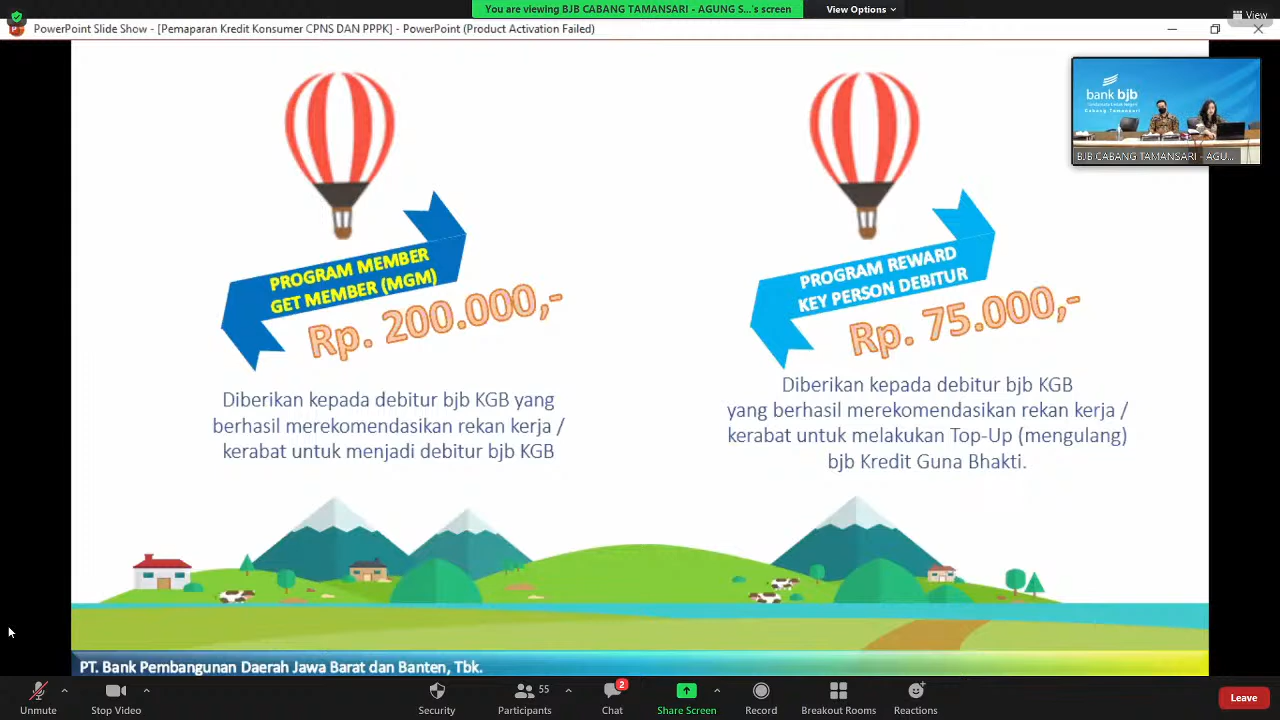 You are viewing BJB CABANG TAMANSARI - AGUNG S...'s screen
View Options
View
PowerPoint Slide Show - [Pemaparan Kredit Konsumer CPNS DAN PPPK] - PowerPoint (Product Activation Failed)
bank bjb
Cabang Tamansari
BJB CABANG TAMANSARI - AGU...
PROGRAM MEMBER
GET MEMBER (MGM)
Rp. 200.000,-
Diberikan kepada debitur bjb KGB yang
berhasil merekomendasikan rekan kerja /
kerabat untuk menjadi debitur bjb KGB
PROGRAM REWARD
KEY PERSON DEBITUR
Rp. 75.000,-
Diberikan kepada debitur bjb KGB
yang berhasil merekomendasikan rekan kerja /
kerabat untuk melakukan Top-Up (mengulang)
bjb Kredit Guna Bhakti.
PT. Bank Pembangunan Daerah Jawa Barat dan Banten, Tbk.
Unmute
Stop Video
Security
55
Participants
2
Chat
Share Screen
Record
Breakout Rooms
Reactions
Leave